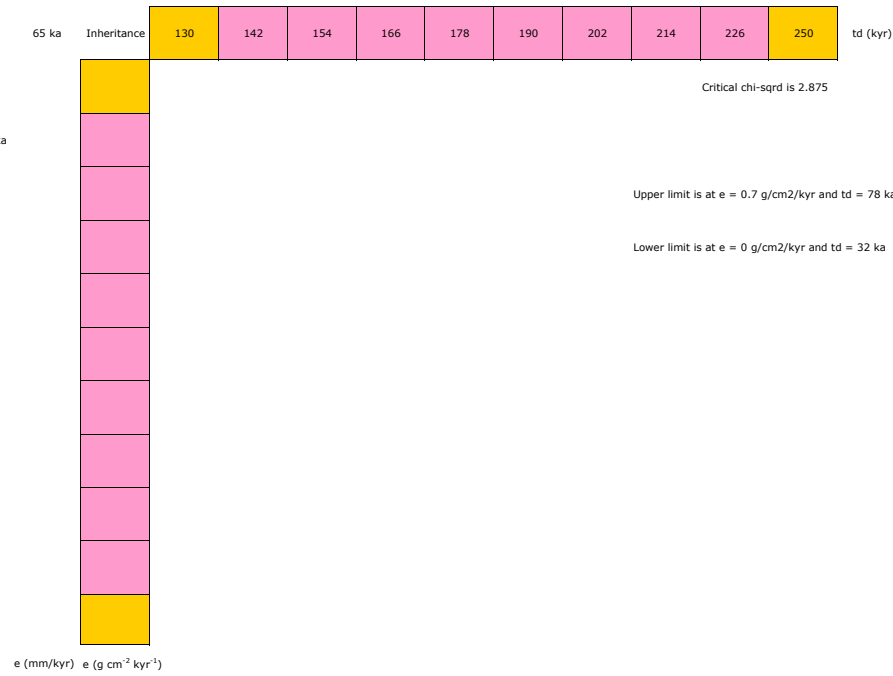 65 ka Inheritance 130 142 154 166 178 190 202 214 226 250 td (kyr)
Critical chi-sqrd is 2.875
Upper limit is at e = 0.7 g/cm2/kyr and td = 78
Lower limit is at e = 0 g/cm2/kyr and td = 32 ka
e (mm/kyr) e (g cm⁻² kyr⁻¹)